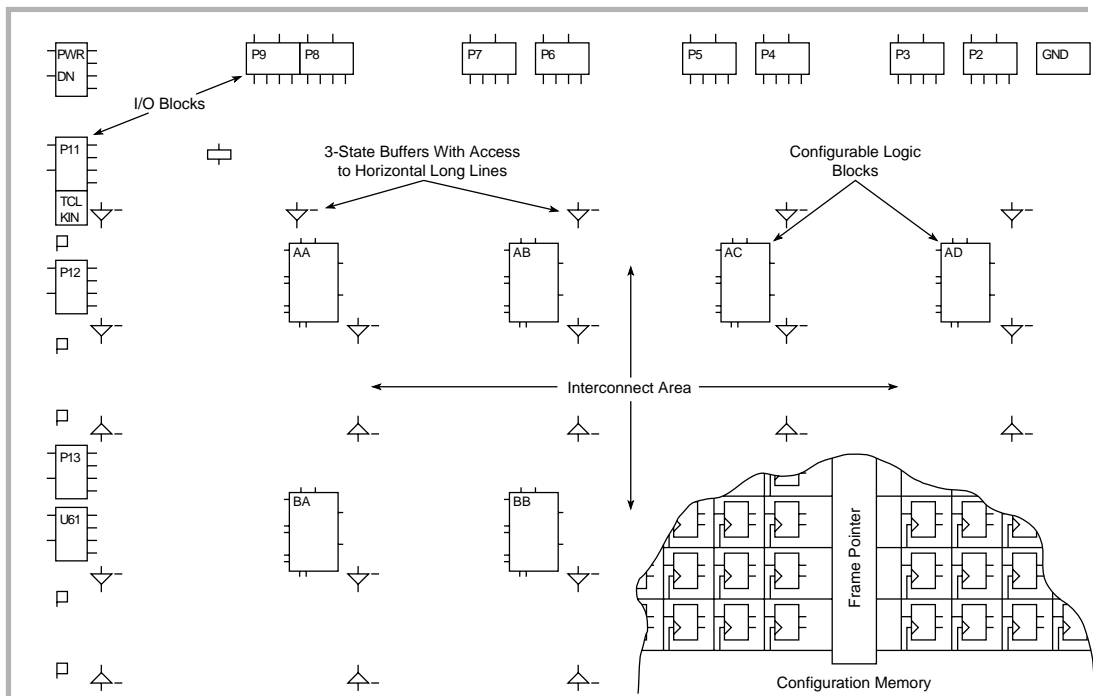 PWR
DN
P9
P8
P7
P6
P5
P4
P3
P2
GND
I/O Blocks
P11
3-State Buffers With Access
to Horizontal Long Lines
Configurable Logic
Blocks
TCL
KIN
AA
AB
AC
AD
P12
Interconnect Area
P13
BA
BB
U61
Frame Pointer
Configuration Memory